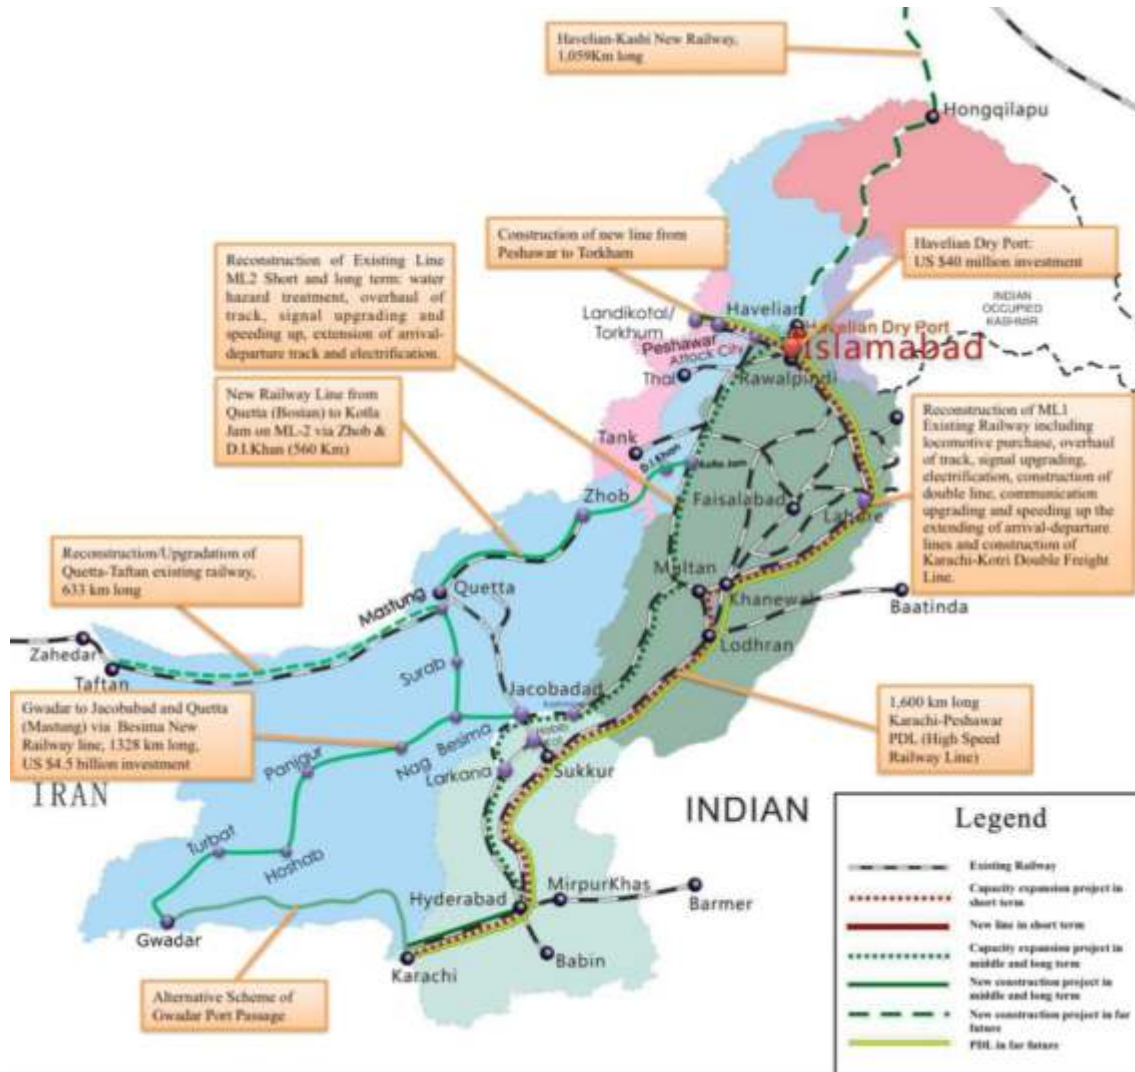 Havelian-Kashi New Railway,
1,059Km long
Hongqilapu
Construction of new line from
Peshawar to Torkham
Havelian Dry Port:
US $40 million investment
Reconstruction of Existing Line
ML2 Short and long term: water
hazard treatment, overhaul of
track, signal upgrading and
speeding up, extension of arrival-
departure track and electrification.
INDIAN
OCCUPED
KASHMIR
Landikotal/
Torkhum
Havelian
Havelian Dry Port
Peshawar
Attock City
Islamabad
Rawalpindi
Thal
New Railway Line from
Quetta (Bostan) to Kotla
Jam on ML-2 via Zhob &
D.I.Khan (560 Km)
Reconstruction of ML1
Existing Railway including
locomotive purchase, overhaul
of track, signal upgrading,
electrification, construction of
double line, communication
upgrading and speeding up the
extending of arrival-departure
lines and construction of
Karachi-Kotri Double Freight
Line.
Tank
D.I.Khan
Kotla Jam
Zhob
Faisalabad
Lahore
Reconstruction/Upgradation of
Quetta-Taftan existing railway,
633 km long
Multan
Mastung
Quetta
Khanewal
Baatinda
Zahedan
Lodhran
Taftan
Surab
Gwadar to Jacobabad and Quetta
(Mastung) via Besima New
Railway line, 1328 km long,
US $4.5 billion investment
Jacobabad
1,600 km long
Karachi-Peshawar
PDL (High Speed
Railway Line)
Besima
Nag
Panjgur
Larkana
Sukkur
IRAN
INDIAN
Turbat
Hoshab
Hyderabad
MirpurKhas
Barmer
Gwadar
Karachi
Babin
Alternative Scheme of
Gwadar Port Passage
Legend
Existing Railway
Capacity expansion project in
short term
New line in short term
Capacity expansion project in
middle and long term
New construction project in
middle and long term
New construction project in far
future
PDL in far future